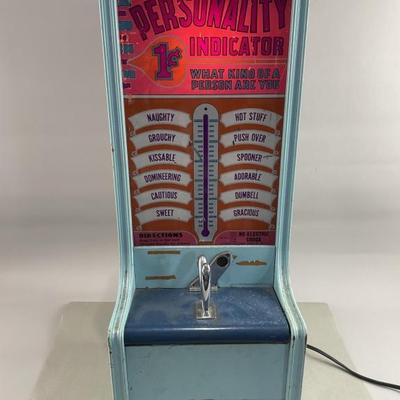 PERSONALITY
INDICATOR
1¢
WHAT KIND OF A
PERSON ARE YOU
NAUGHTY
HOT STUFF
GROUCHY
PUSH OVER
KISSABLE
SPOONER
DOMINEERING
ADORABLE
CAUTIOUS
DUMBELL
SWEET
GRACIOUS
DIRECTIONS
NO ELECTRIC
SHOCK